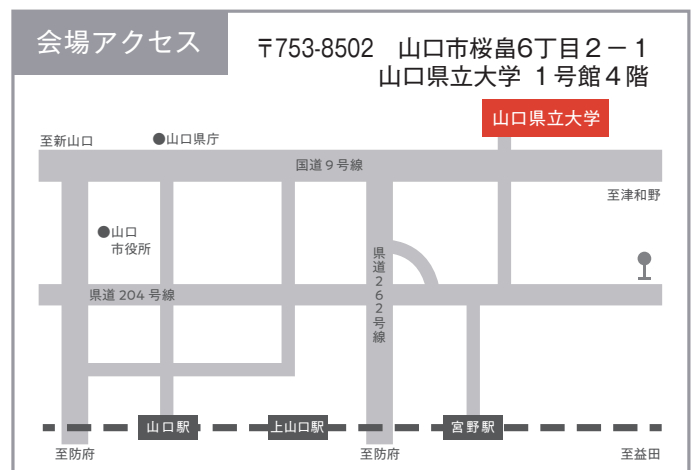 会場アクセス
〒753-8502　山口市桜畠6丁目２－１
山口県立大学 １号館４階
山口県立大学
至新山口
●山口県庁
国道９号線
至津和野
●山口
市役所
県道262号線
県道 204 号線
山口駅
上山口駅
宮野駅
至防府
至防府
至益田